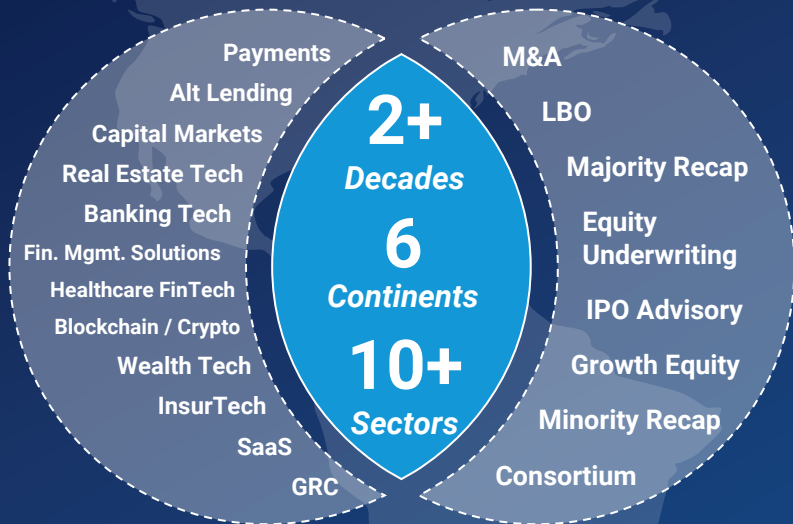 Payments
Alt Lending
Capital Markets
Real Estate Tech
Banking Tech
Fin. Mgmt. Solutions
Healthcare FinTech
Blockchain / Crypto
Wealth Tech
InsurTech
SaaS
GRC
2+
Decades
6
Continents
10+
Sectors
M&A
LBO
Majority Recap
Equity
Underwriting
IPO Advisory
Growth Equity
Minority Recap
Consortium